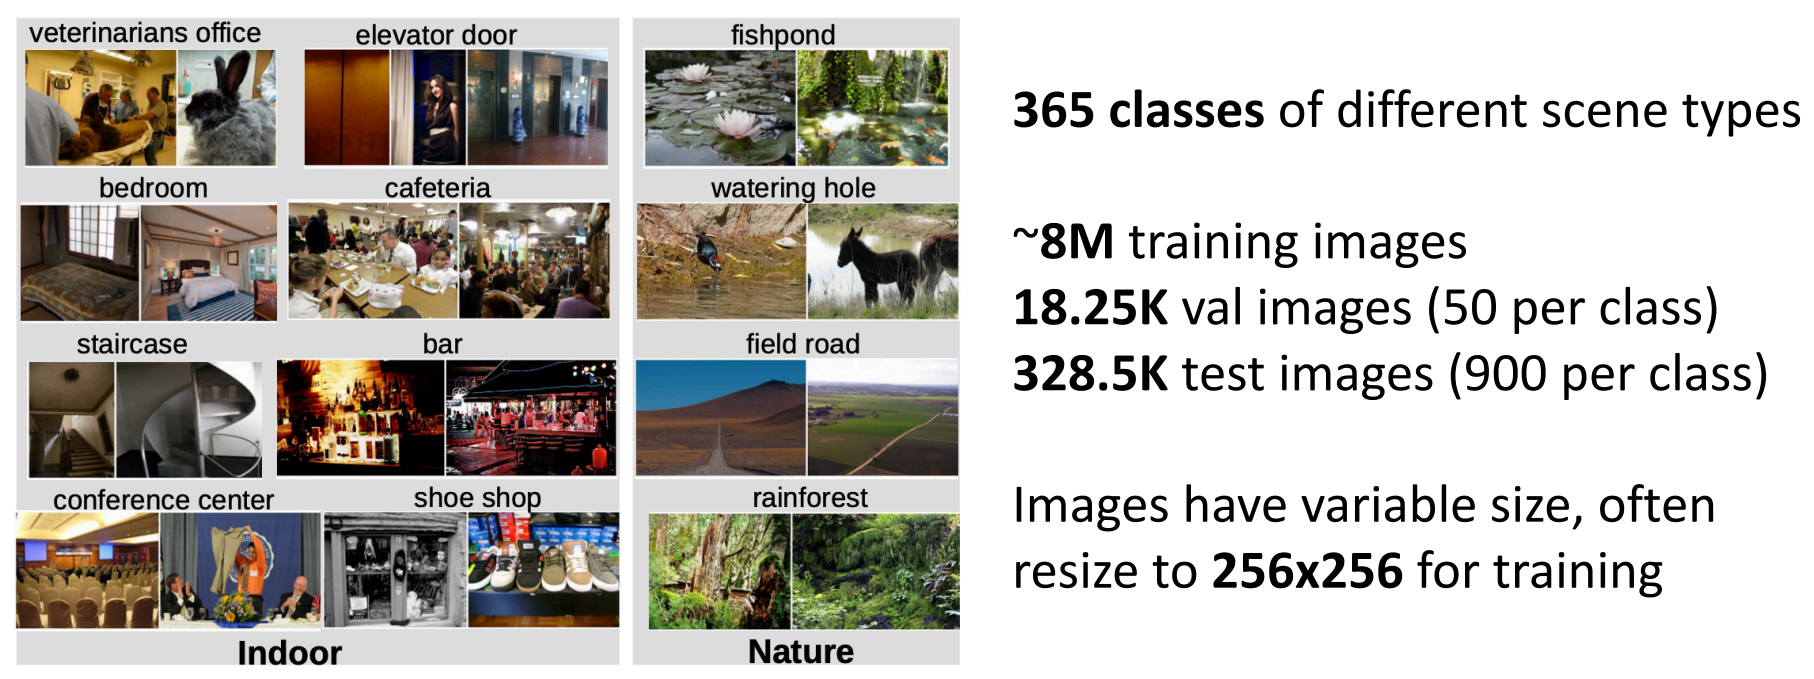 veterinarians office
elevator door
fishpond
bedroom
cafeteria
watering hole
staircase
bar
field road
conference center
shoe shop
rainforest
Indoor
Nature
365 classes of different scene types
~8M training images
18.25K val images (50 per class)
328.5K test images (900 per class)
Images have variable size, often
resize to 256x256 for training